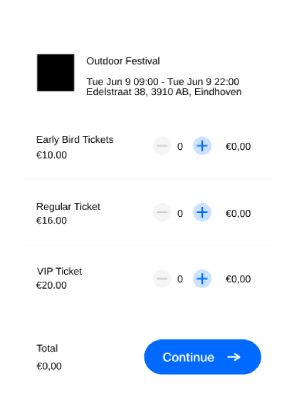 Outdoor Festival
Tue Jun 9 09:00 - Tue Jun 9 22:00
Edelstraat 38, 3910 AB, Eindhoven
Early Bird Tickets
€10.00
0
€0,00
Regular Ticket
€16.00
0
€0,00
VIP Ticket
€20.00
0
€0,00
Total
€0,00
Continue